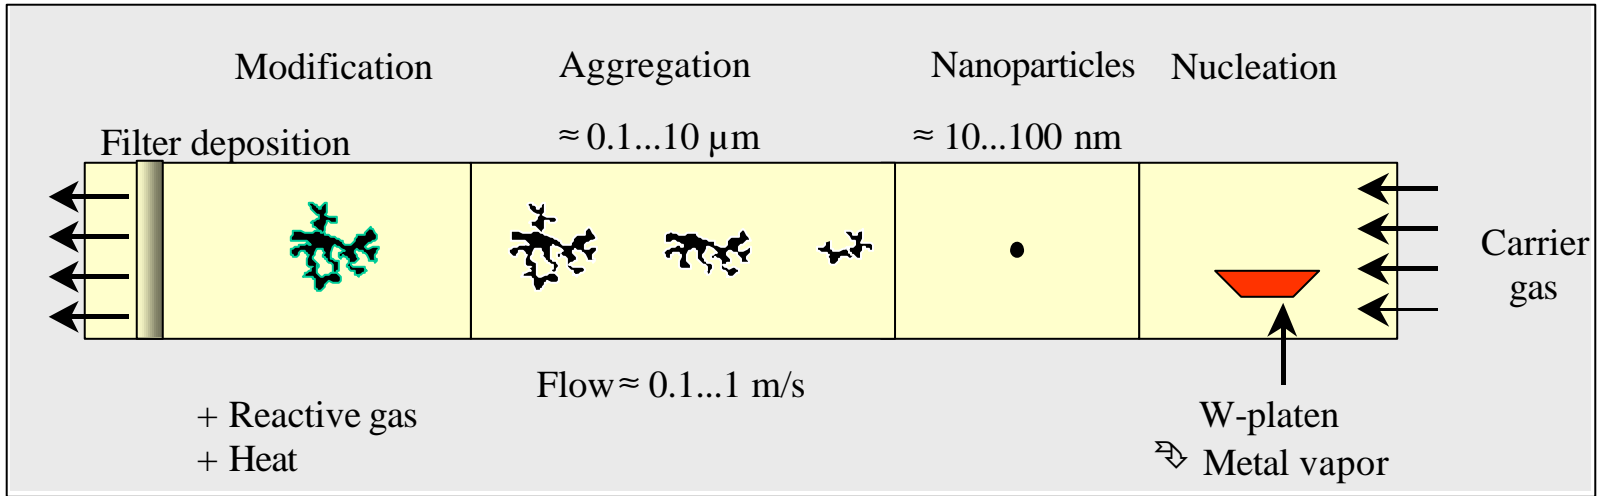 Modification
Aggregation
Nanoparticles
Nucleation
Filter deposition
≈ 0.1...10 µm
≈ 10...100 nm
Carrier
gas
Flow ≈ 0.1...1 m/s
+ Reactive gas
+ Heat
W-platen
Metal vapor